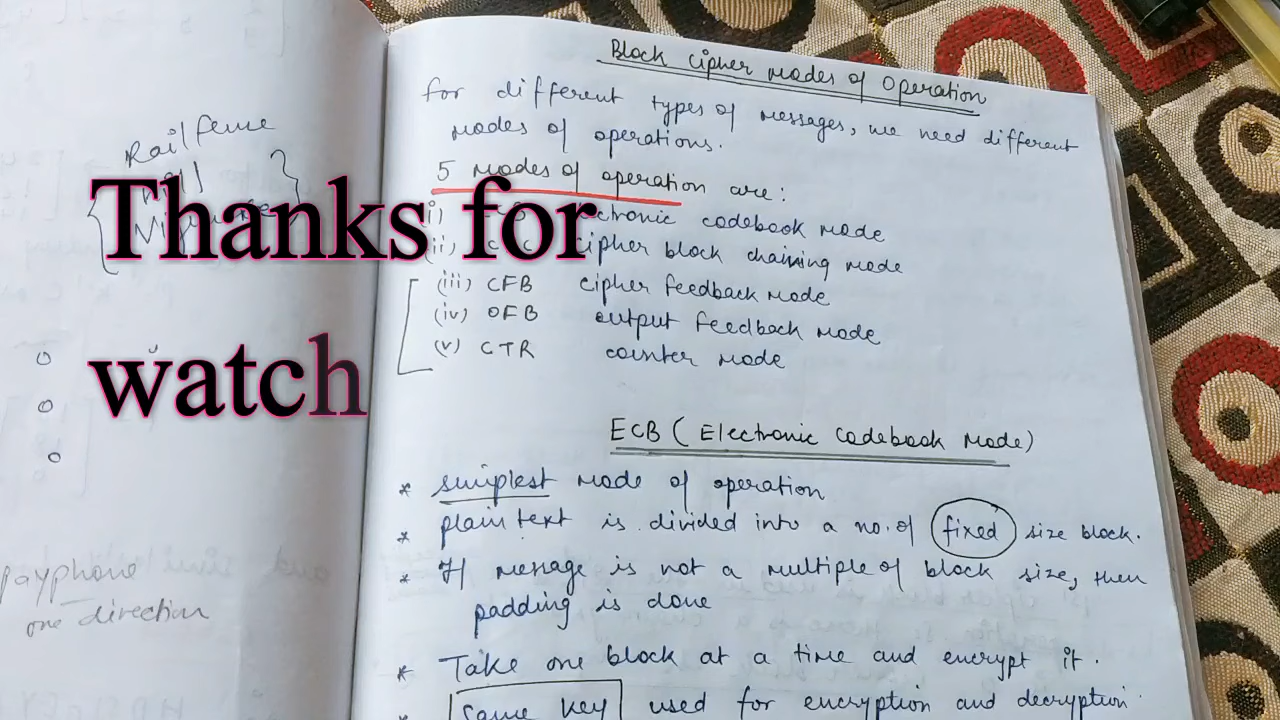 Block Cipher Modes of Operation
for different types of messages, we need different
modes of operations.
5 modes of operation are:
(i) electronic codebook mode
(ii) cipher block chaining mode
(iii) CFB cipher feedback mode
(iv) OFB output feedback mode
(v) CTR counter mode
ECB (Electronic Codebook Mode)
* simplest mode of operation
* plain text is divided into a no. of fixed size block.
* If message is not a multiple of block size, then
padding is done
* Take one block at a time and encrypt it.
* Same key used for encryption and decryption
Rail fence
payphone
one direction
Thanks for
watch